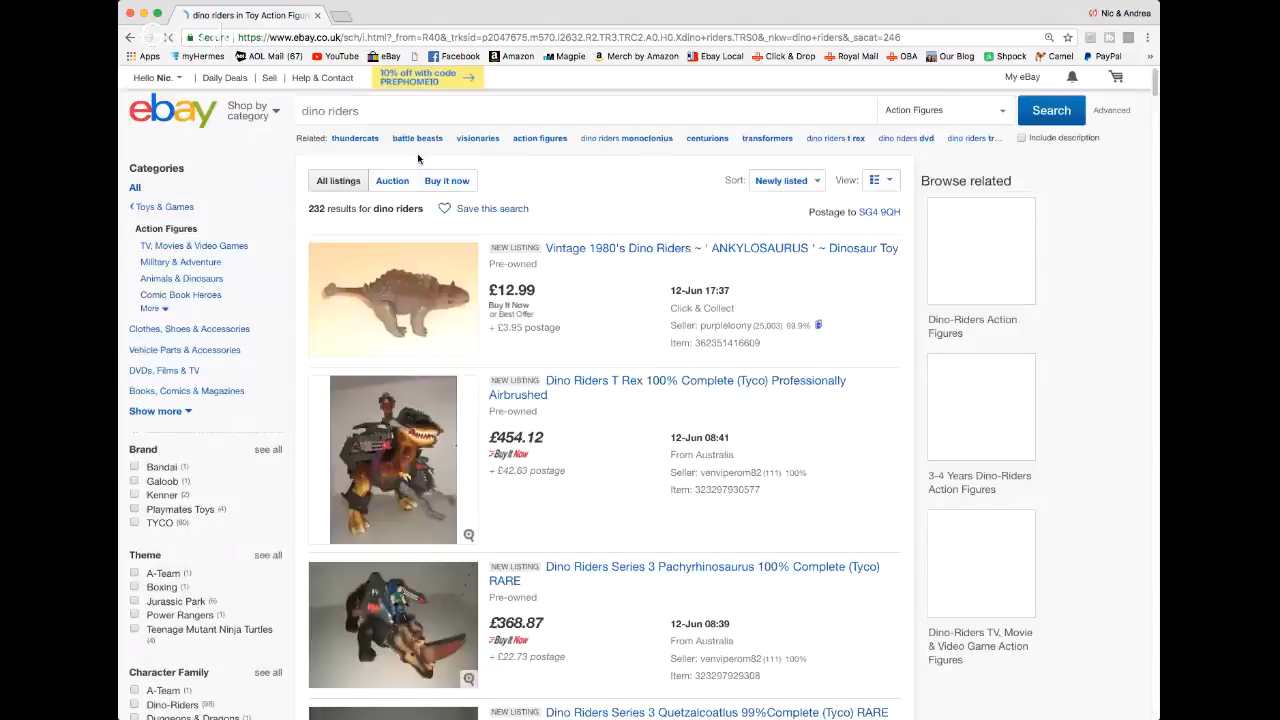 dino riders in Toy Action Figur
Nic & Andrea
Secure https://www.ebay.co.uk/sch/i.html?_from=R40&_trksid=p2047675.m570.l2632.R2.TR3.TRC2.A0.H0.Xdino+riders.TRS0&_nkw=dino+riders&_sacat=246
Apps myHermes AOL Mail (67) YouTube eBay Facebook Amazon Magpie Merch by Amazon Ebay Local Click & Drop Royal Mail OBA Our Blog Shpock Camel PayPal
Hello Nic. Daily Deals Sell Help & Contact 10% off with code
PREPHOME10 My eBay
ebay Shop by
category dino riders Action Figures Search Advanced
Related: thundercats battle beasts visionaries action figures dino riders monoclonius centurions transformers dino riders t rex dino riders dvd dino riders tr... Include description
Categories
All
Toys & Games
Action Figures
TV, Movies & Video Games
Military & Adventure
Animals & Dinosaurs
Comic Book Heroes
More
Clothes, Shoes & Accessories
Vehicle Parts & Accessories
DVDs, Films & TV
Books, Comics & Magazines
Show more
Brand see all
Bandai (1)
Galoob (1)
Kenner (2)
Playmates Toys (4)
TYCO (80)
Theme see all
A-Team (1)
Boxing (1)
Jurassic Park (6)
Power Rangers (1)
Teenage Mutant Ninja Turtles
(4)
Character Family see all
A-Team (1)
Dino-Riders (98)
Dungeons & Dragons (1)
All listings Auction Buy it now Sort: Newly listed View:
232 results for dino riders Save this search Postage to SG4 9QH
NEW LISTING Vintage 1980's Dino Riders ~ ' ANKYLOSAURUS ' ~ Dinosaur Toy
Pre-owned
£12.99 12-Jun 17:37
Buy It Now Click & Collect
or Best Offer Seller: purpleloony (25,003) 99.9%
+ £3.95 postage Item: 362351416609
NEW LISTING Dino Riders T Rex 100% Complete (Tyco) Professionally
Airbrushed
Pre-owned
£454.12 12-Jun 08:41
Buy It Now From Australia
+ £42.63 postage Seller: venviperom82 (111) 100%
Item: 323297930577
NEW LISTING Dino Riders Series 3 Pachyrhinosaurus 100% Complete (Tyco)
RARE
Pre-owned
£368.87 12-Jun 08:39
Buy It Now From Australia
+ £22.73 postage Seller: venviperom82 (111) 100%
Item: 323297929308
NEW LISTING Dino Riders Series 3 Quetzalcoatlus 99%Complete (Tyco) RARE
Browse related
Dino-Riders Action
Figures
3-4 Years Dino-Riders
Action Figures
Dino-Riders TV, Movie
& Video Game Action
Figures